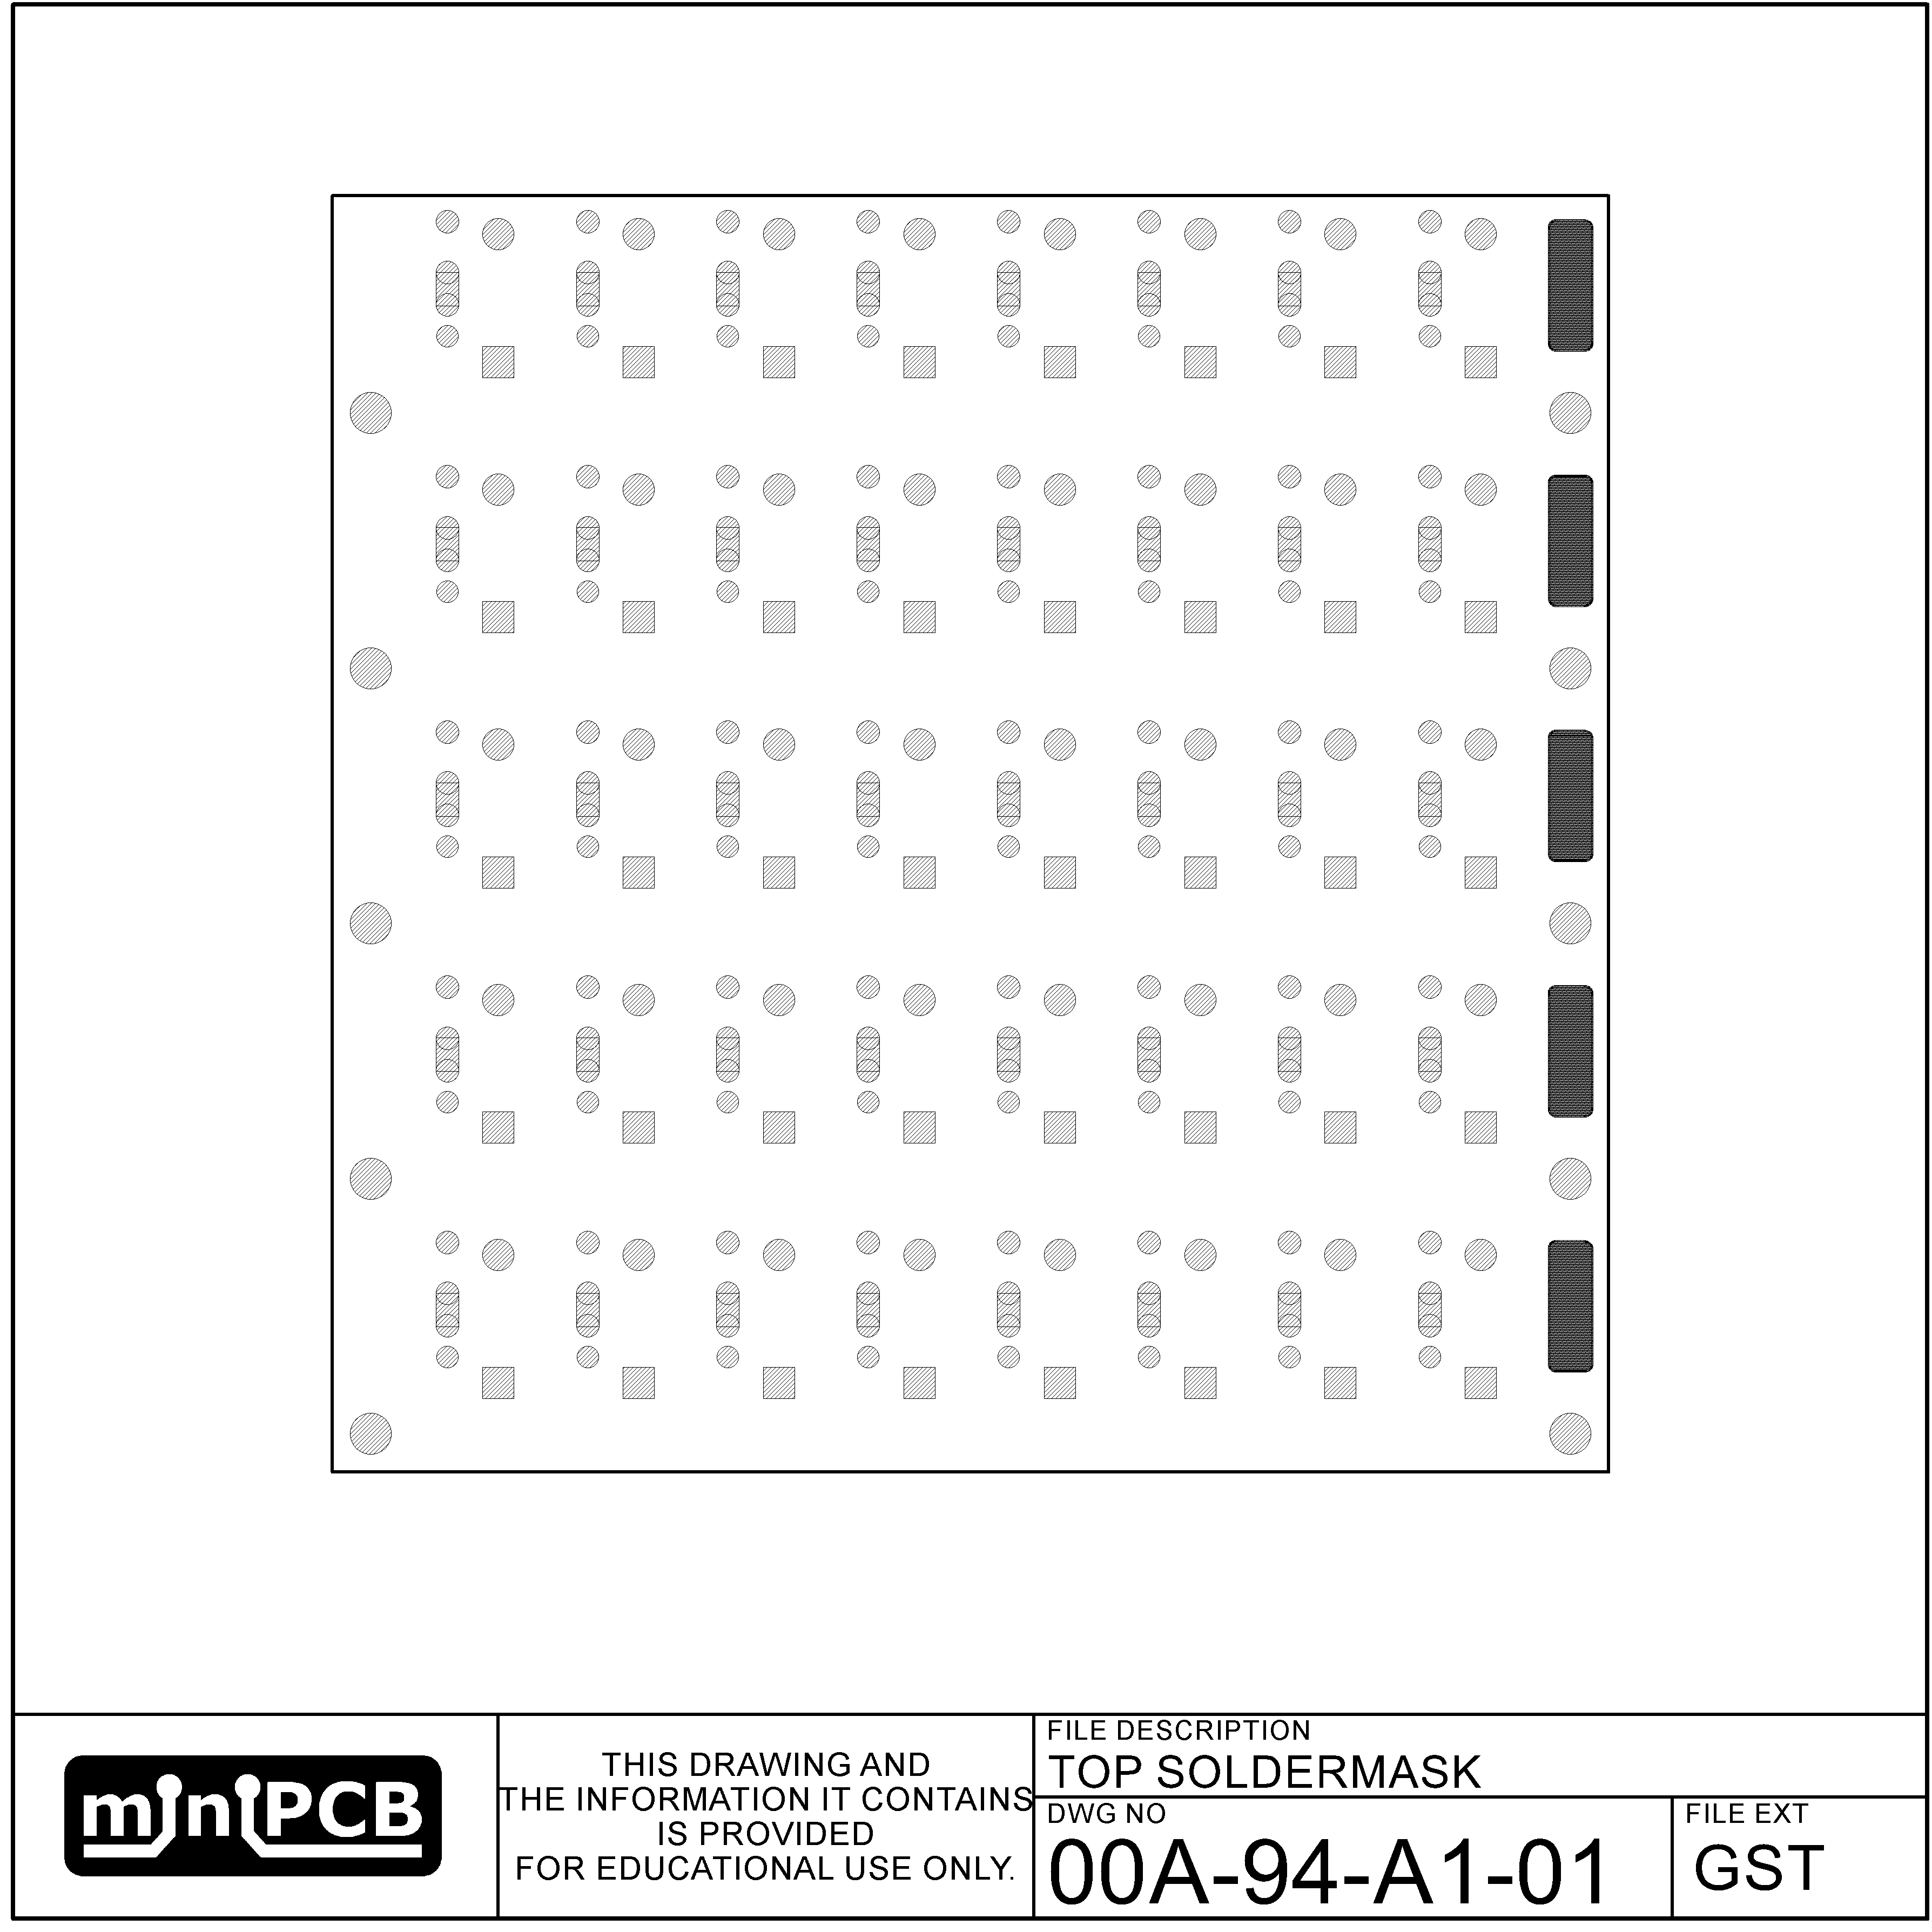 miniPCB
THIS DRAWING AND
THE INFORMATION IT CONTAINS
IS PROVIDED
FOR EDUCATIONAL USE ONLY.
FILE DESCRIPTION
TOP SOLDERMASK
DWG NO
00A-94-A1-01
FILE EXT
GST